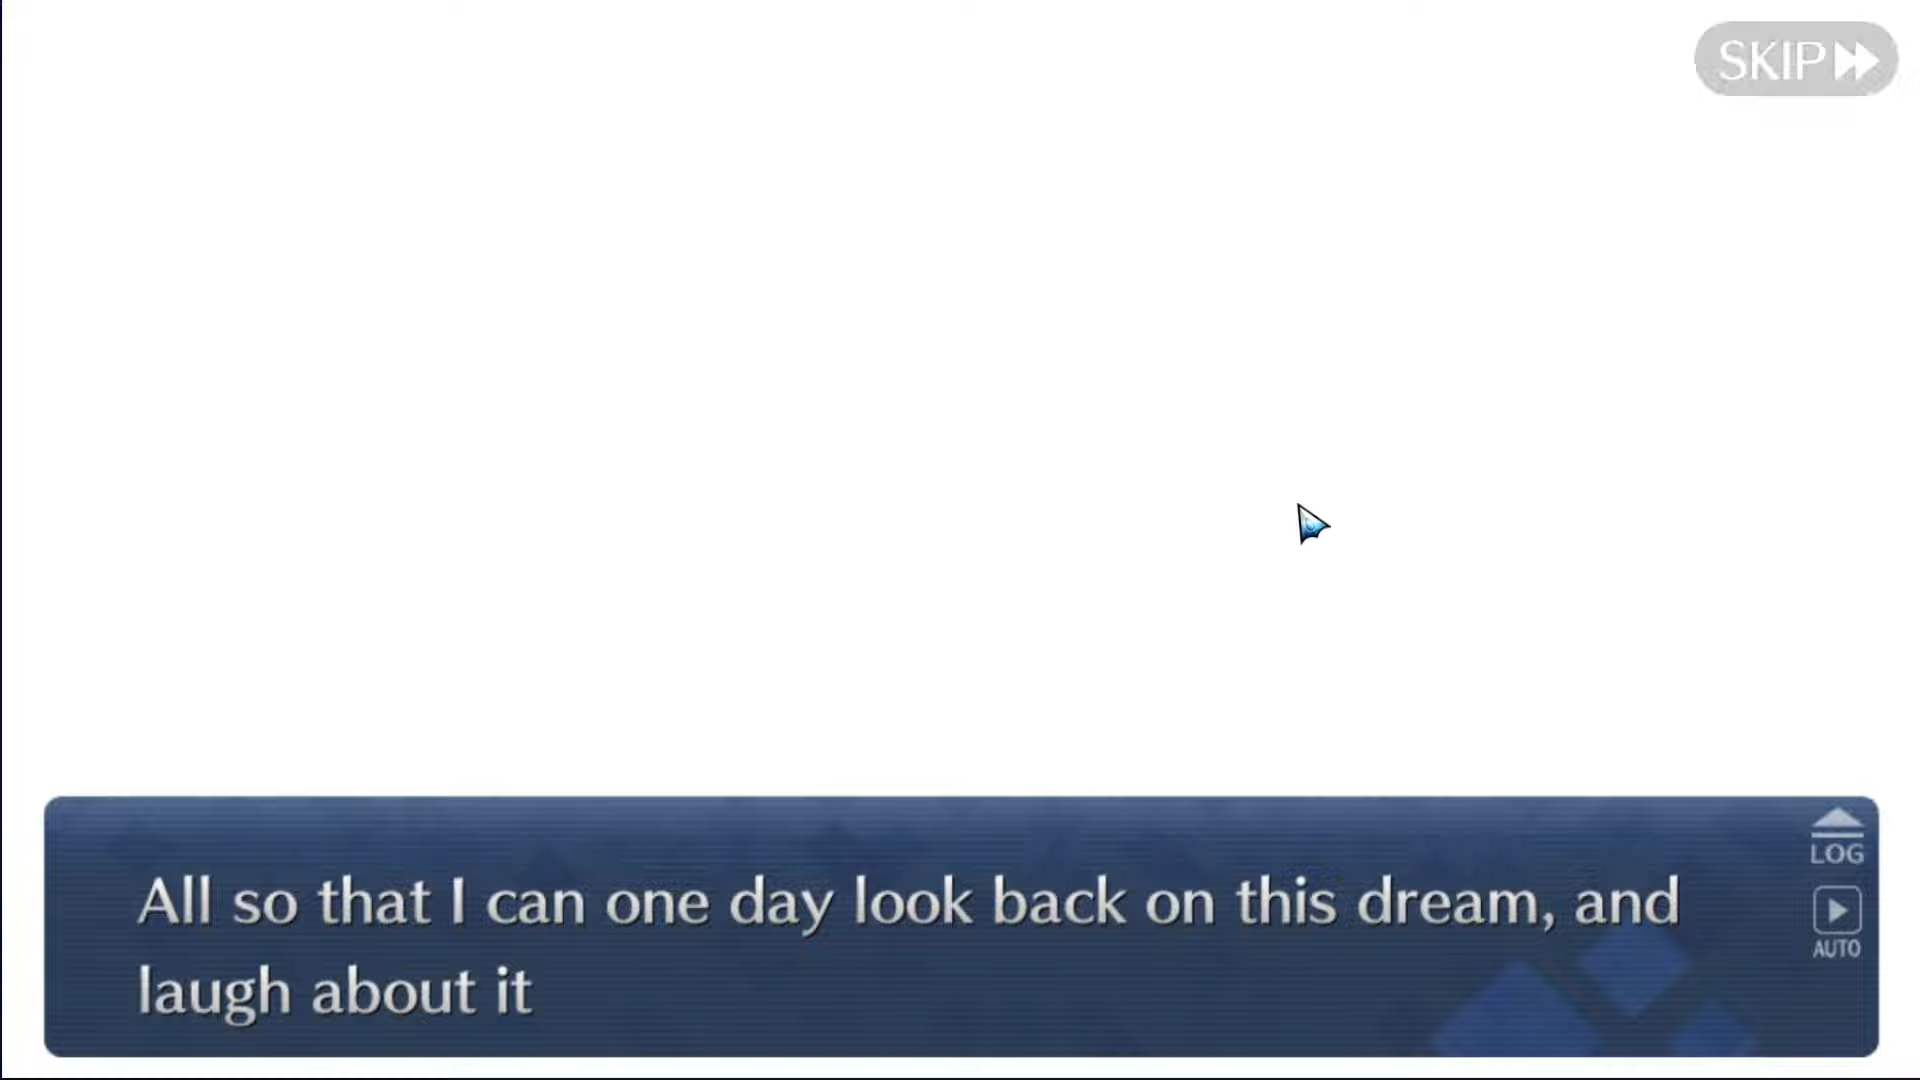 SKIP
LOG
All so that I can one day look back on this dream, and
laugh about it
AUTO